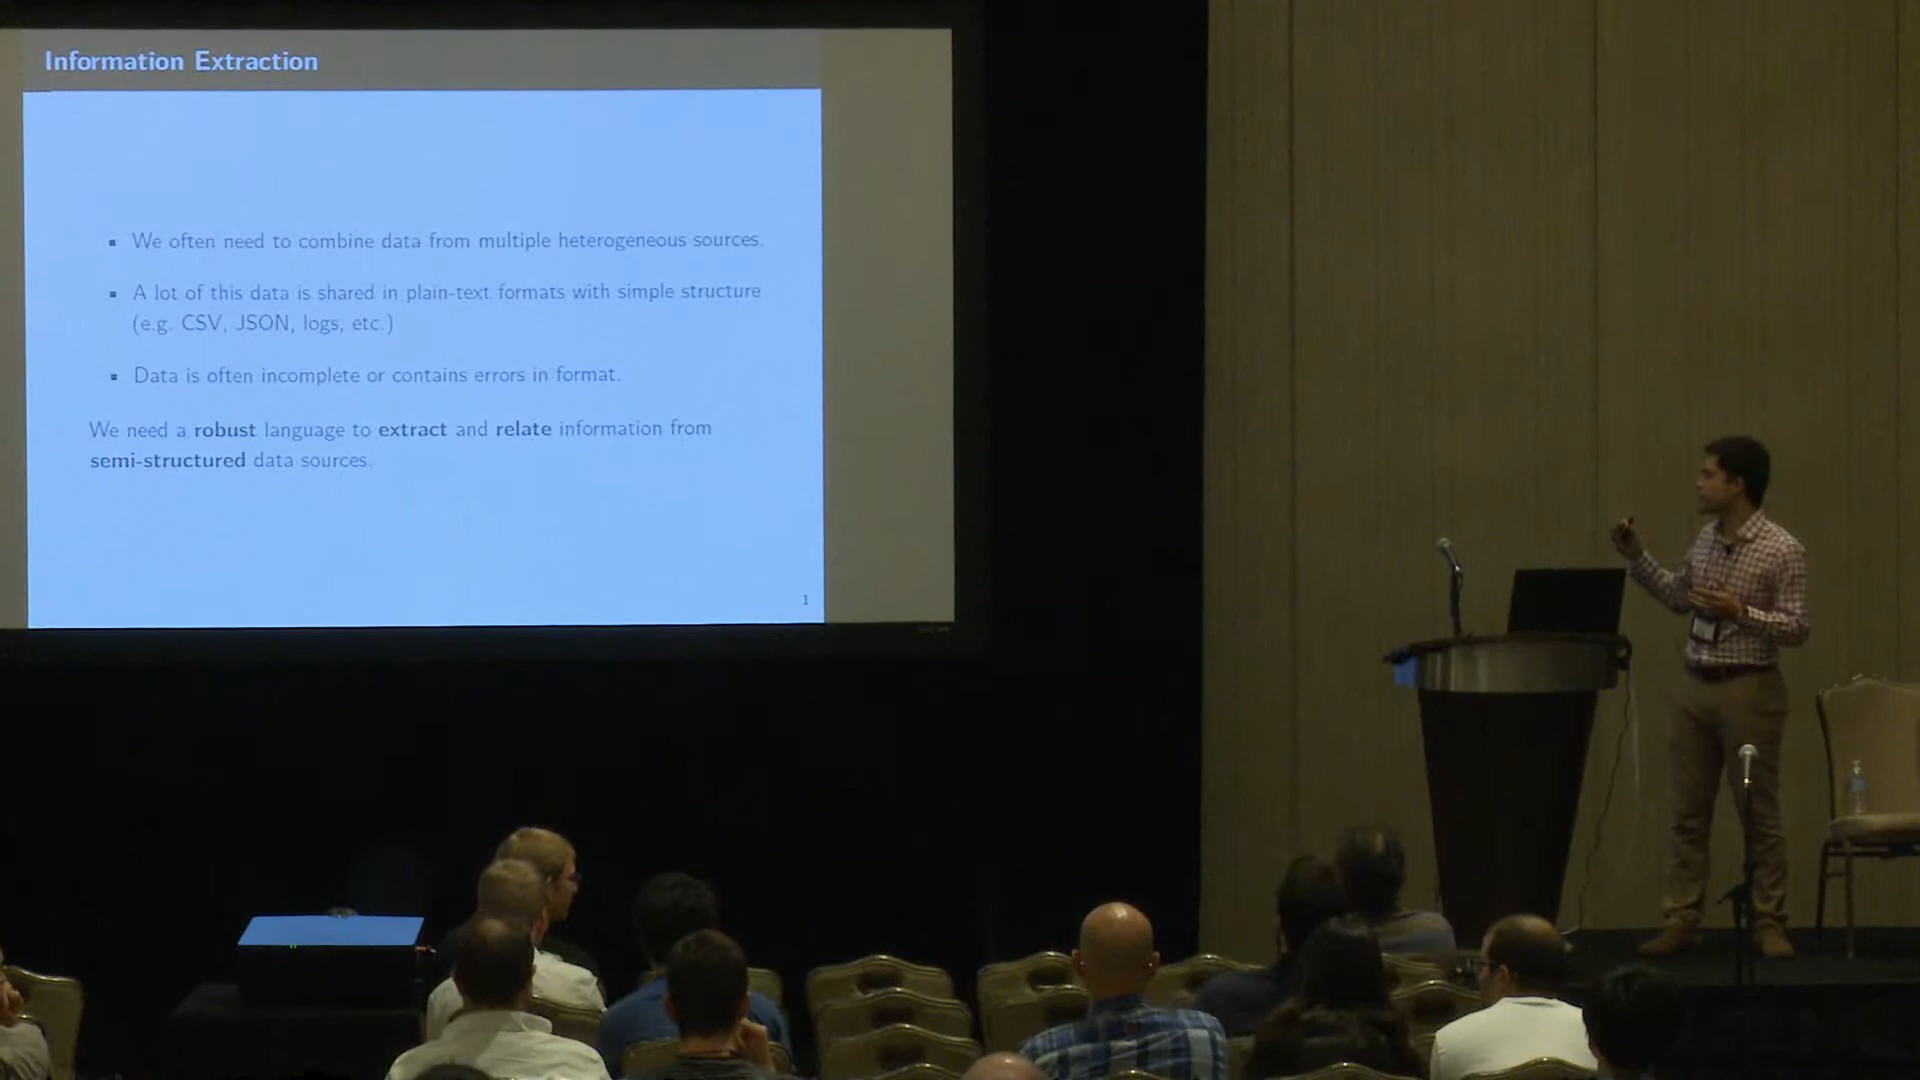 Information Extraction
We often need to combine data from multiple heterogeneous sources.
A lot of this data is shared in plain-text formats with simple structure
(e.g. CSV, JSON, logs, etc.)
Data is often incomplete or contains errors in format.
We need a robust language to extract and relate information from
semi-structured data sources.
1